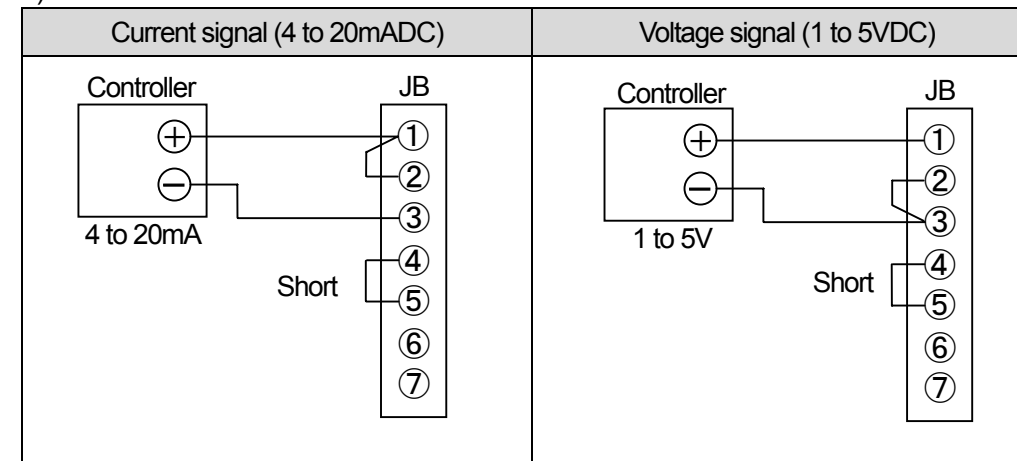 )
Current signal (4 to 20mADC)
Voltage signal (1 to 5VDC)
Controller
JB
+
①
②
−
③
4 to 20mA
④
Short
⑤
⑥
⑦
Controller
JB
+
①
②
−
③
1 to 5V
④
Short
⑤
⑥
⑦